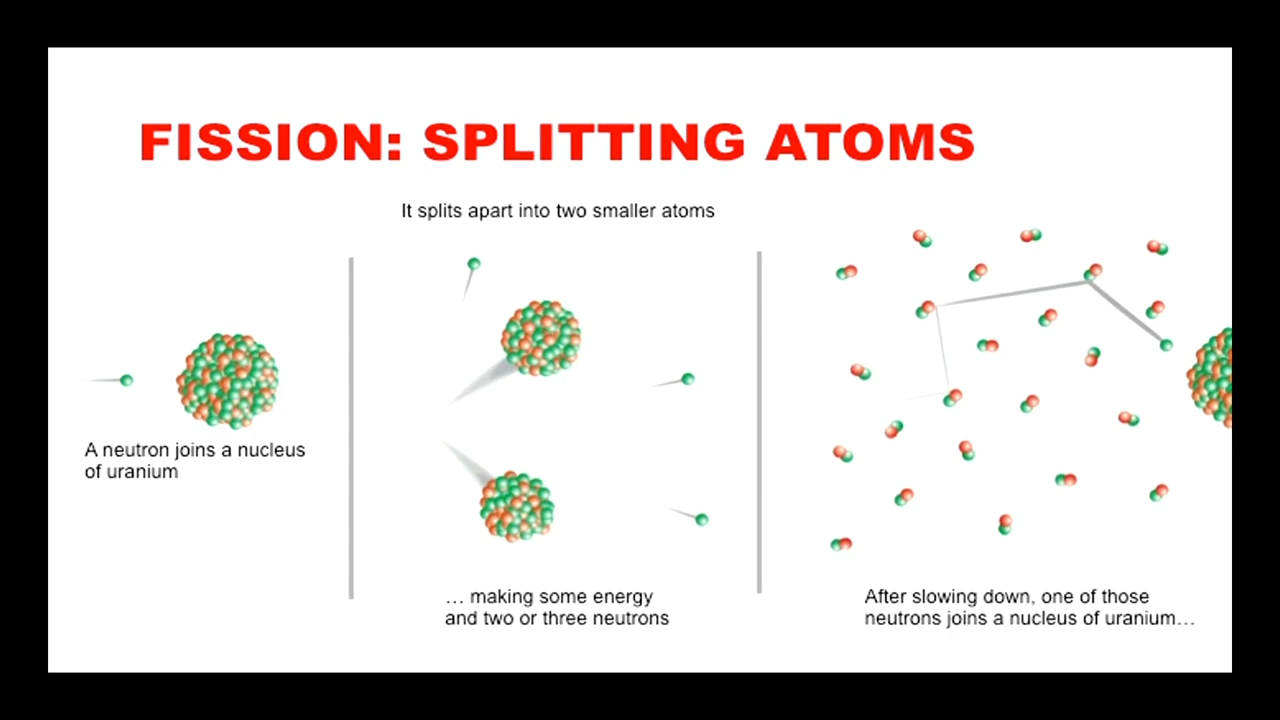 FISSION: SPLITTING ATOMS
It splits apart into two smaller atoms
A neutron joins a nucleus
of uranium
… making some energy
and two or three neutrons
After slowing down, one of those
neutrons joins a nucleus of uranium…